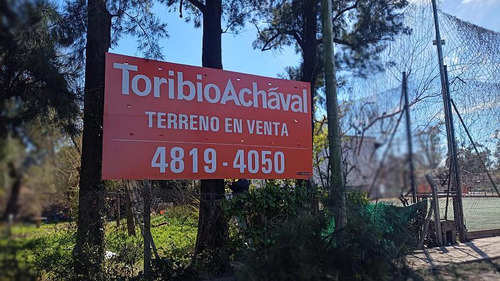 ToribioAchával
TERRENO EN VENTA
4819-4050